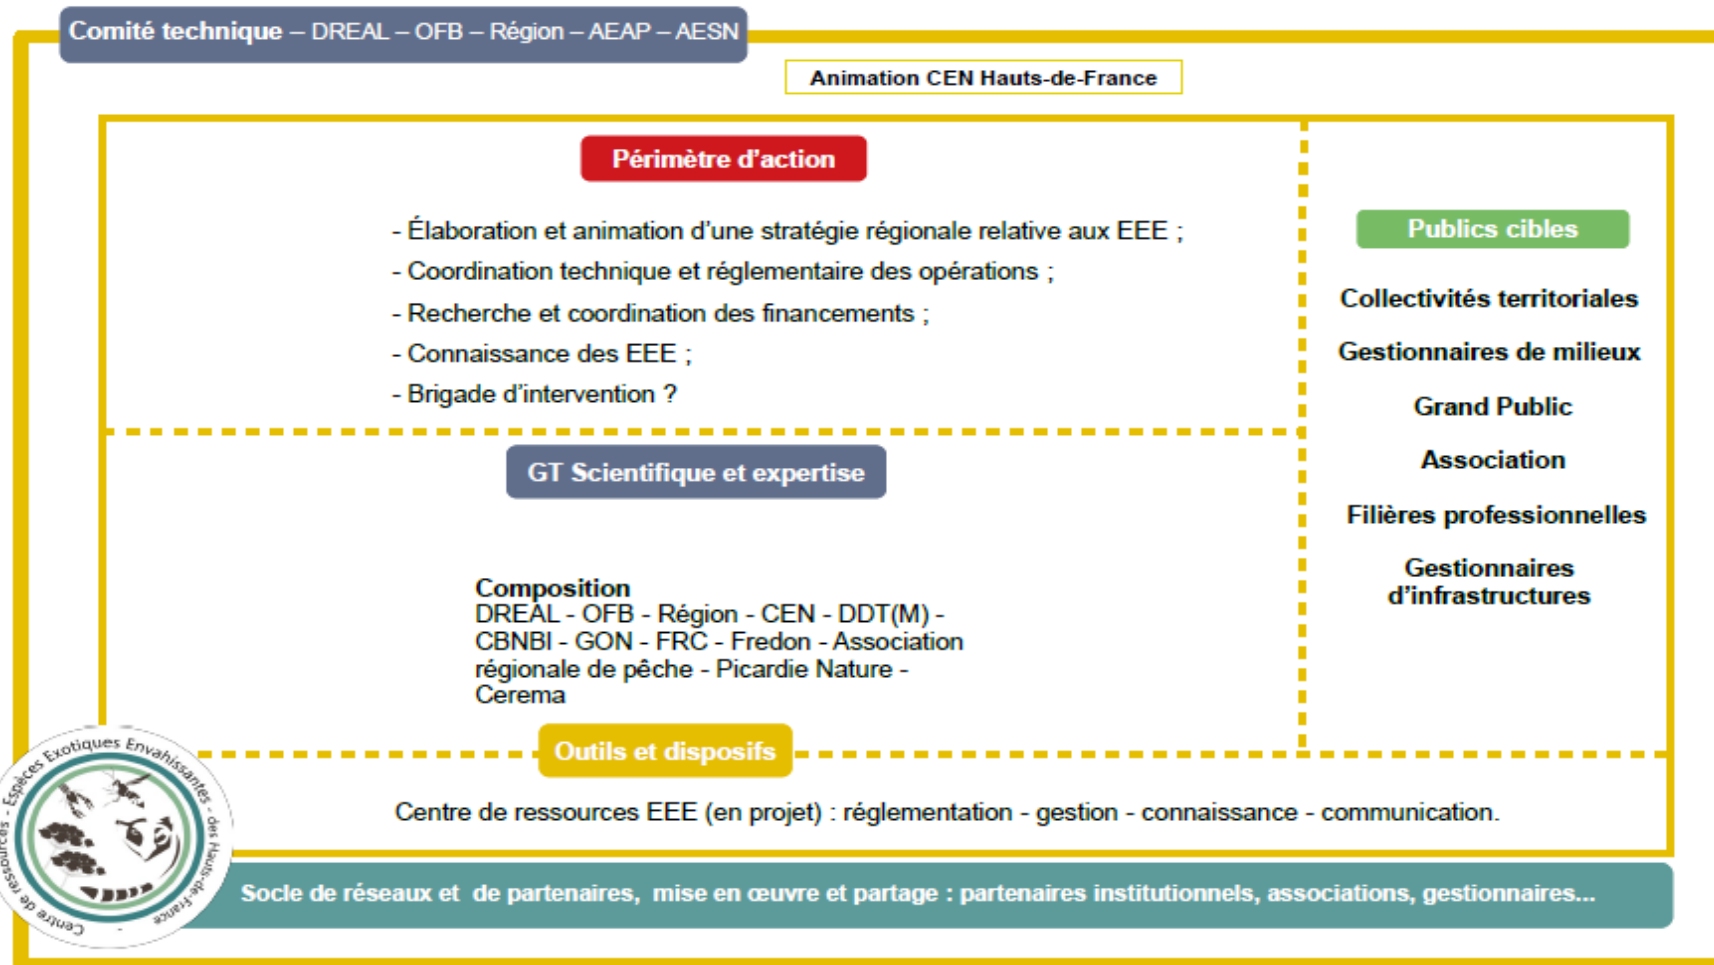 Comité technique – DREAL – OFB – Région – AEAP – AESN
Animation CEN Hauts-de-France
Périmètre d'action
- Élaboration et animation d'une stratégie régionale relative aux EEE ;
- Coordination technique et réglementaire des opérations ;
- Recherche et coordination des financements ;
- Connaissance des EEE ;
- Brigade d'intervention ?
Publics cibles
Collectivités territoriales
Gestionnaires de milieux
Grand Public
Association
Filières professionnelles
Gestionnaires
d'infrastructures
GT Scientifique et expertise
Composition
DREAL - OFB - Région - CEN - DDT(M) -
CBNBI - GON - FRC - Fredon - Association
régionale de pêche - Picardie Nature -
Cerema
Outils et disposifs
Centre de ressources EEE (en projet) : réglementation - gestion - connaissance - communication.
Centre de ressources - Espèces Exotiques Envahissantes - des Hauts-de-France -
Socle de réseaux et de partenaires, mise en œuvre et partage : partenaires institutionnels, associations, gestionnaires...